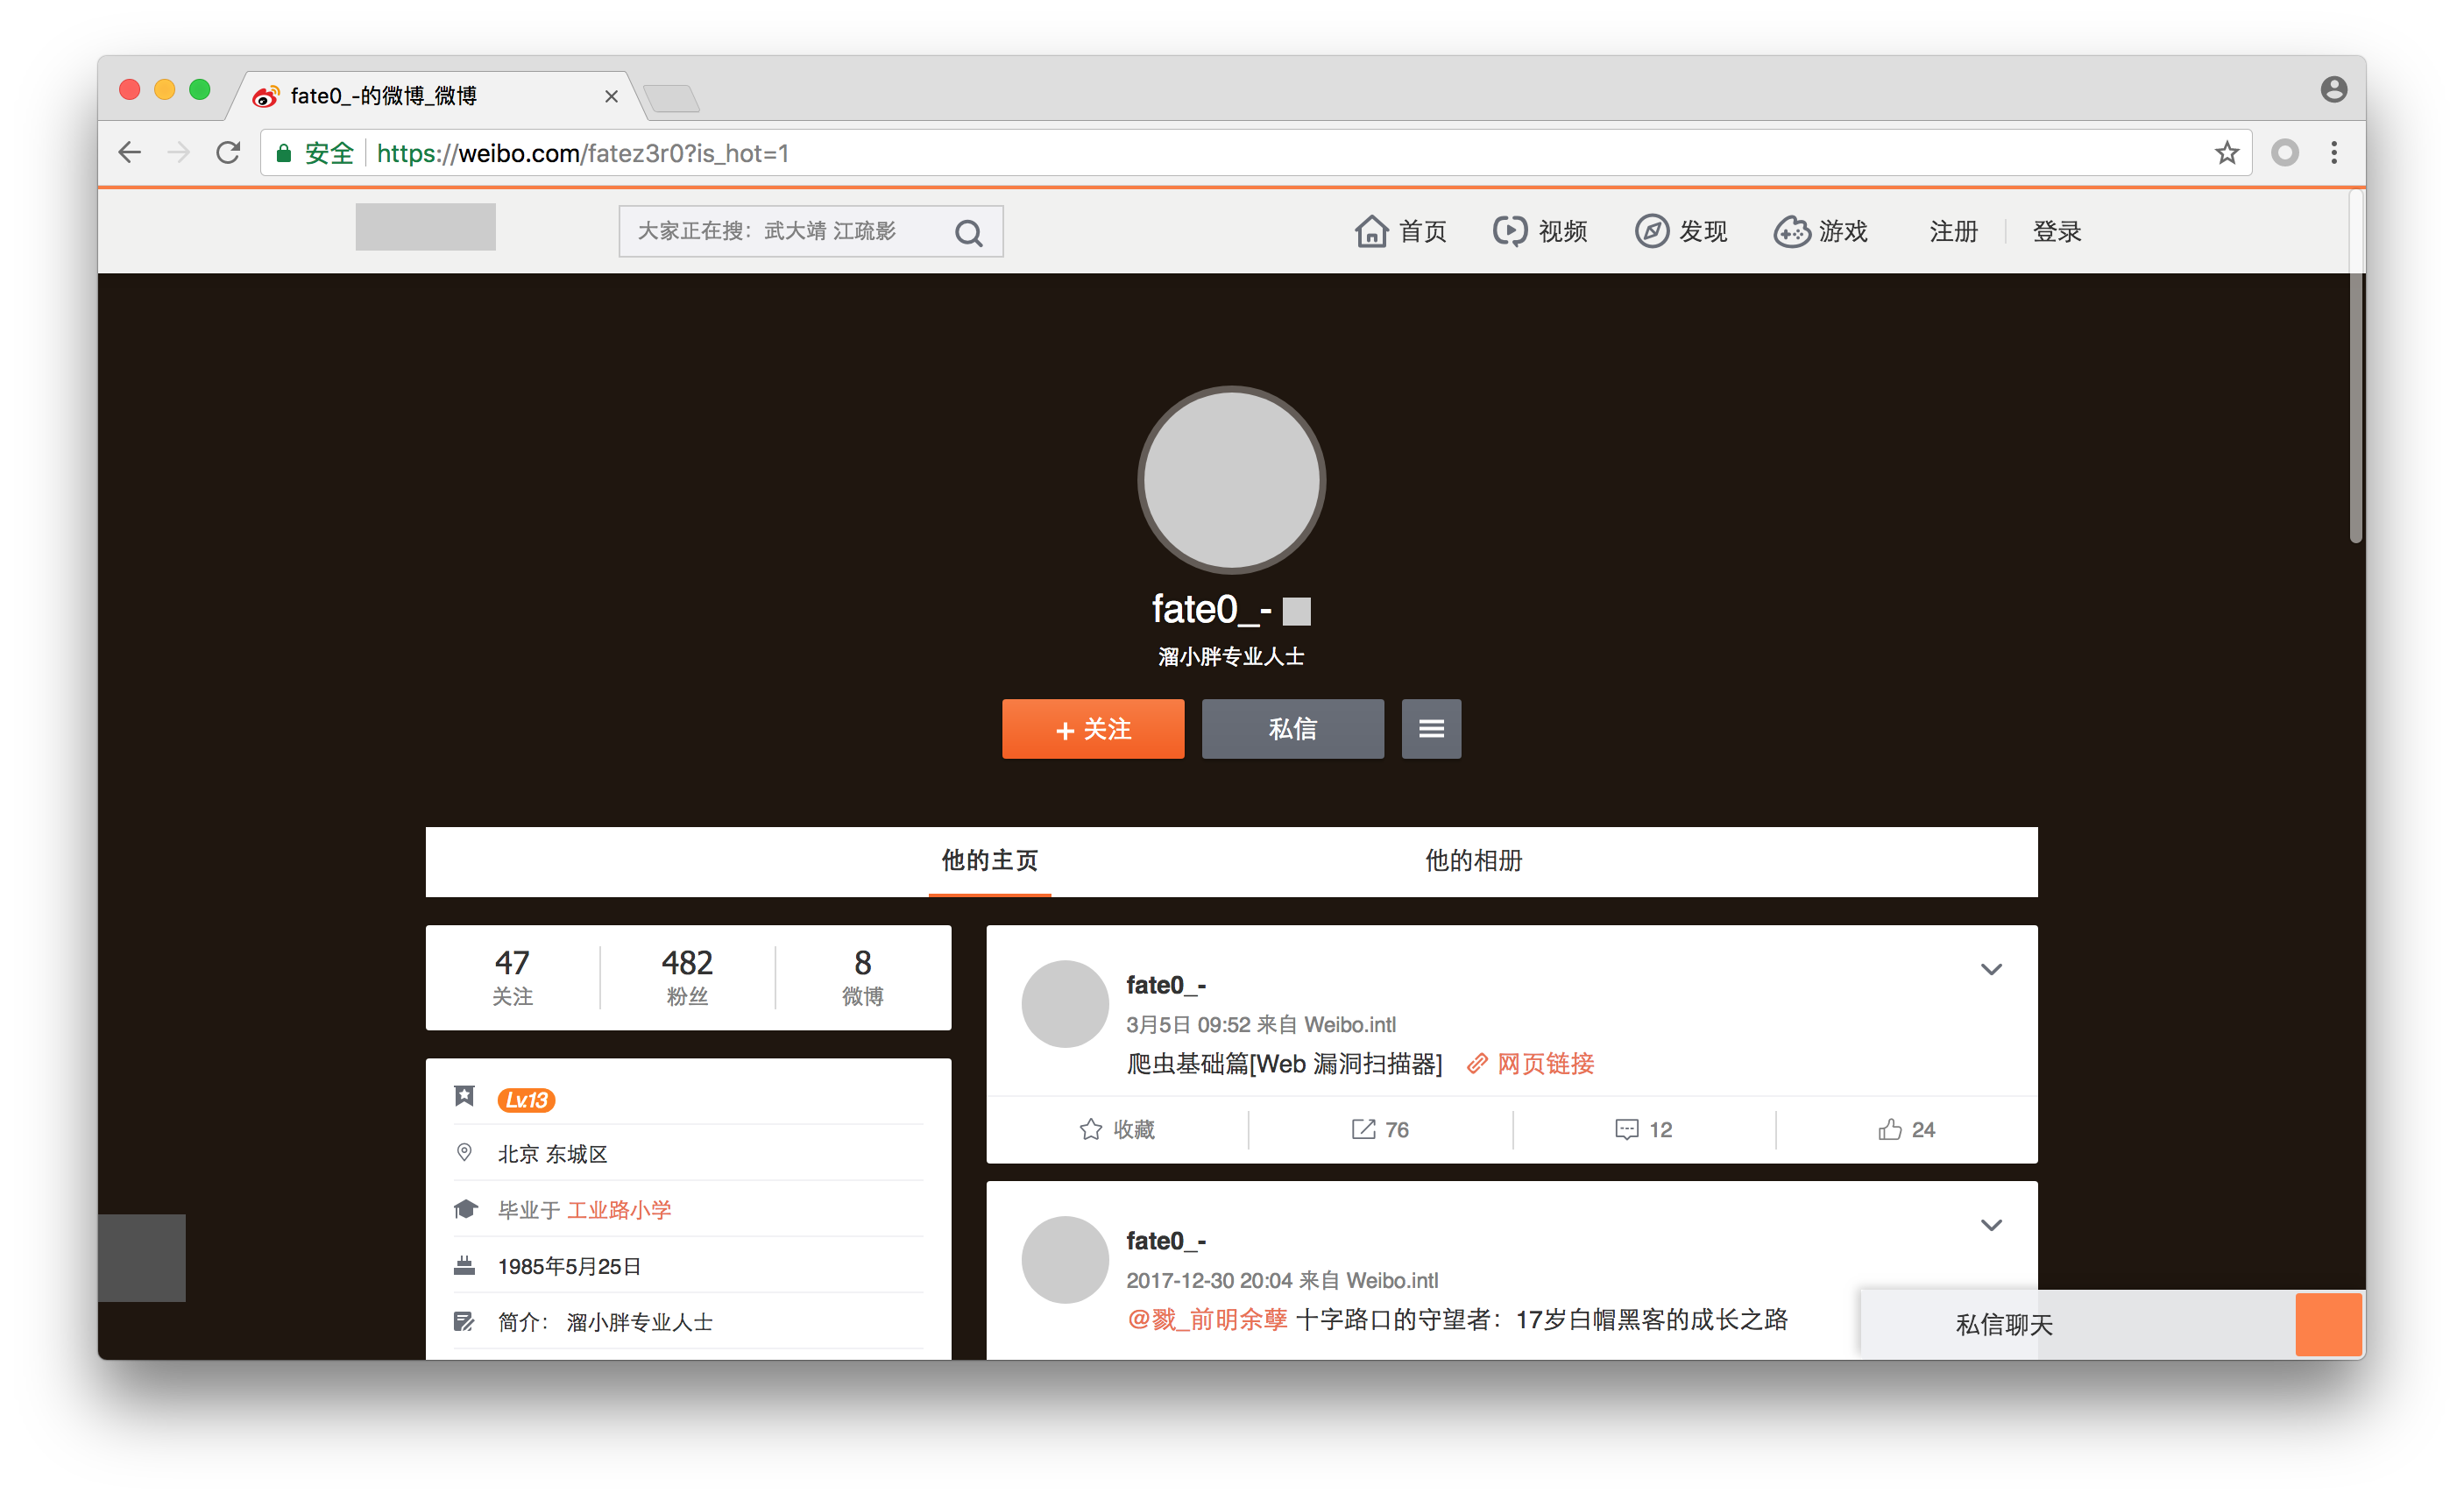 fate0_-的微博_微博
安全 https://weibo.com/fatez3r0?is_hot=1
大家正在搜：武大靖 江疏影 首页 视频 发现 游戏 注册 登录
fate0_-
溜小胖专业人士
+ 关注 私信
他的主页 他的相册
47 482 8
关注 粉丝 微博
Lv.13
北京 东城区
毕业于 工业路小学
1985年5月25日
简介： 溜小胖专业人士
fate0_-
3月5日 09:52 来自 Weibo.intl
爬虫基础篇[Web 漏洞扫描器] 网页链接
收藏 76 12 24
fate0_-
2017-12-30 20:04 来自 Weibo.intl
@戮_前明余孽 十字路口的守望者：17岁白帽黑客的成长之路
私信聊天